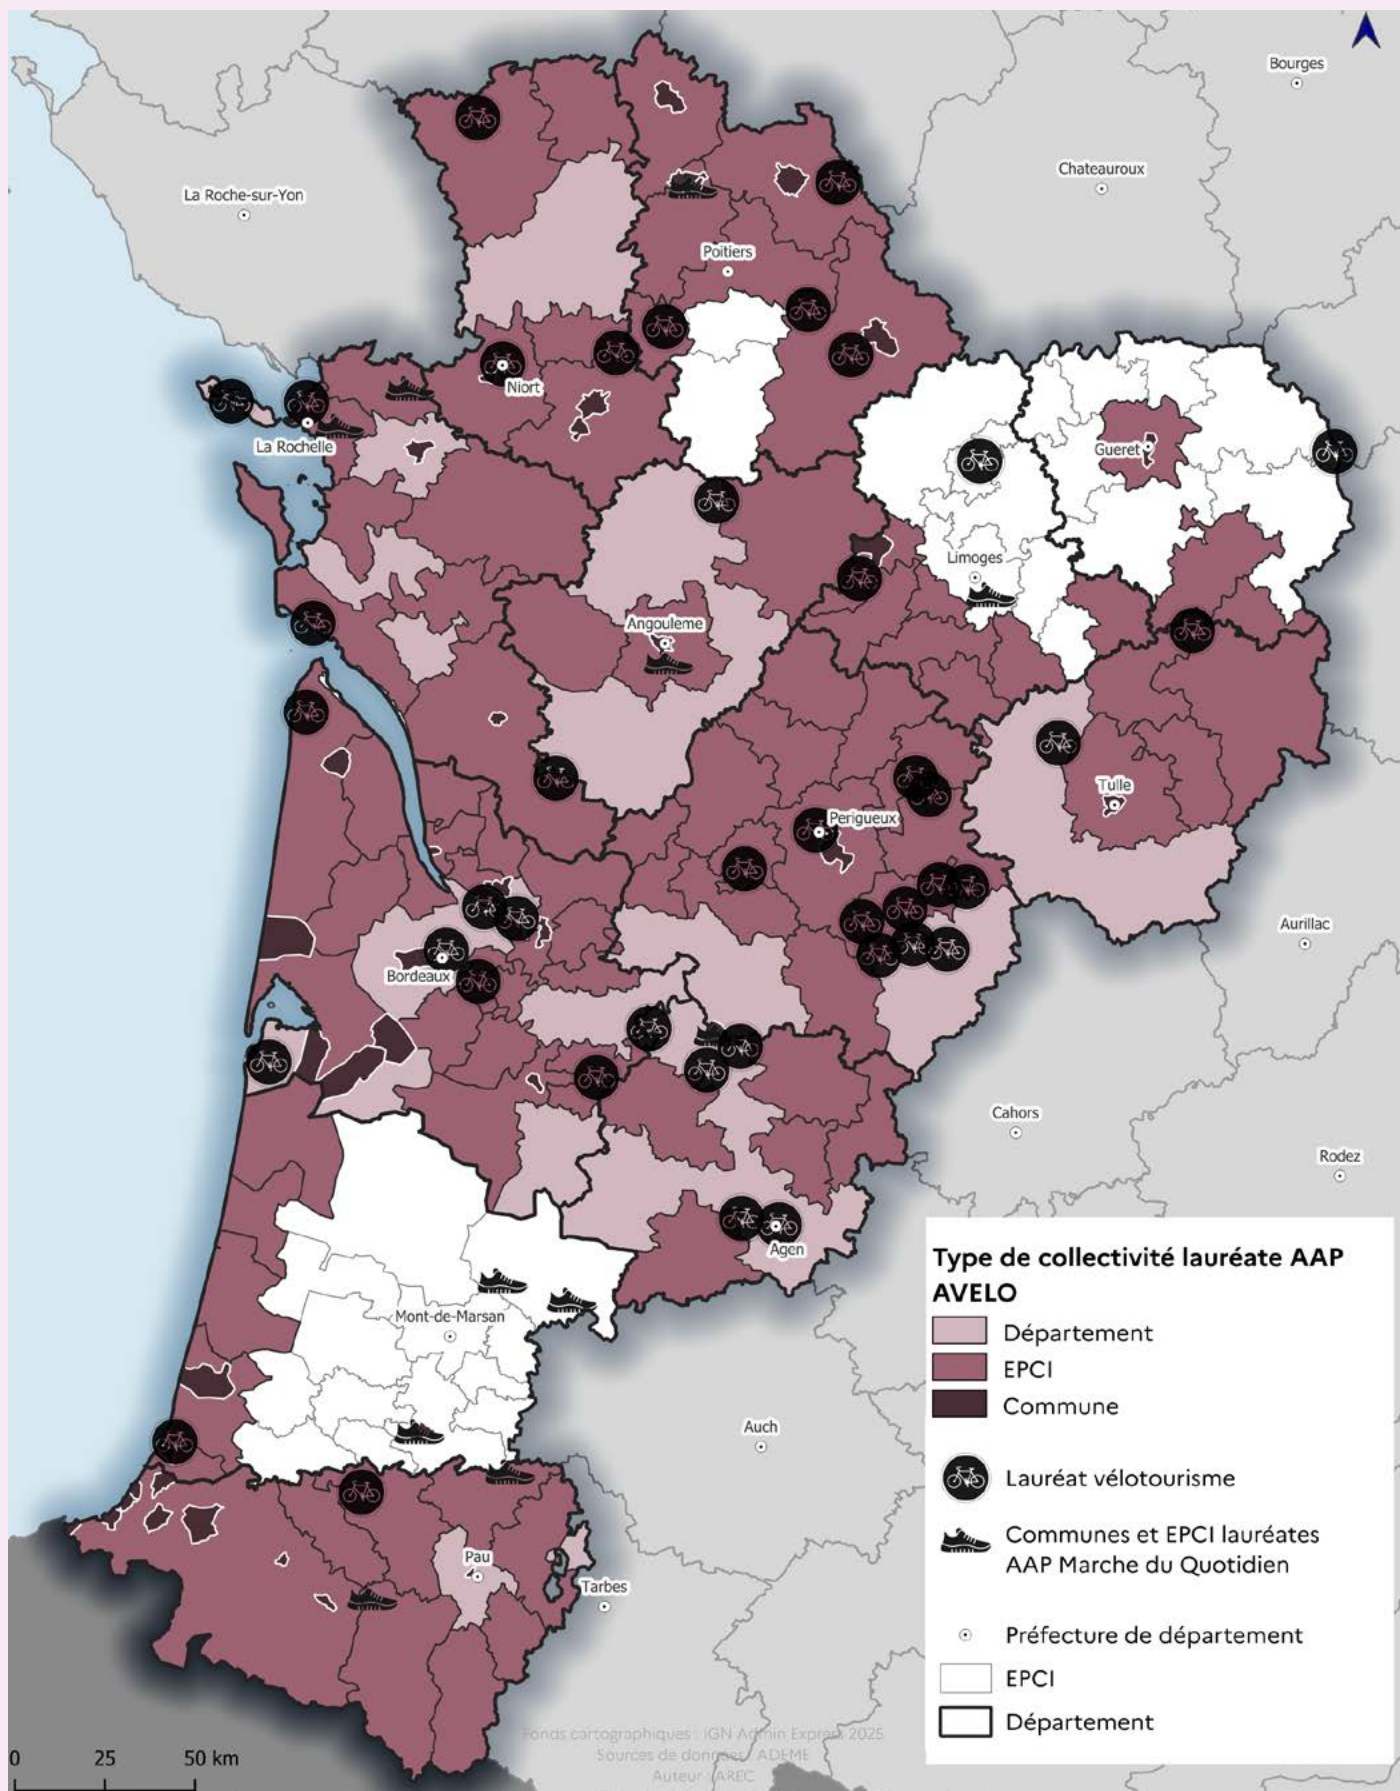 Bourges
Chateauroux
La Roche-sur-Yon
Poitiers
Niort
La Rochelle
Gueret
Limoges
Angouleme
Tulle
Perigueux
Aurillac
Bordeaux
Cahors
Rodez
Agen
Mont-de-Marsan
Auch
Pau
Tarbes
Type de collectivité lauréate AAP
AVELO
Département
EPCI
Commune
Lauréat vélotourisme
Communes et EPCI lauréates
AAP Marche du Quotidien
Préfecture de département
EPCI
Département
Fonds cartographiques : IGN Admin Express 2025
Sources de données : ADEME
Auteur : AREC
0 25 50 km